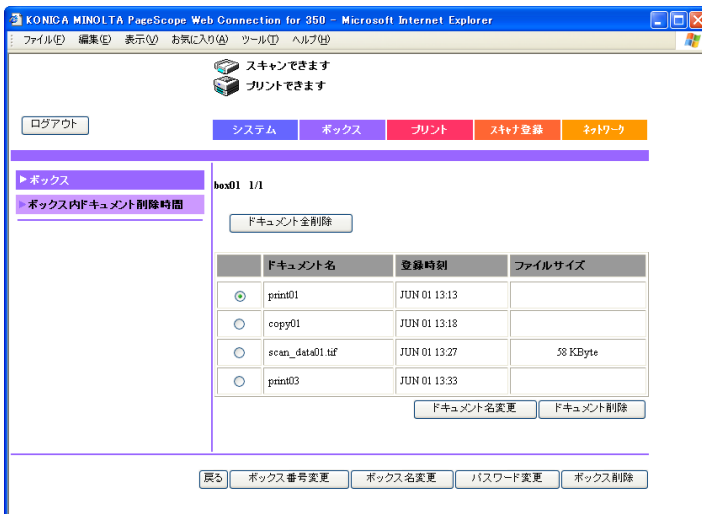 KONICA MINOLTA PageScope Web Connection for 350 - Microsoft Internet Explorer
ファイル(F) 編集(E) 表示(V) お気に入り(A) ツール(T) ヘルプ(H)
スキャンできます
プリントできます
ログアウト
システム ボックス プリント スキャナ登録 ネットワーク
ボックス
ボックス内ドキュメント削除時間
box01 1/1
ドキュメント全削除
ドキュメント名 登録時刻 ファイルサイズ
print01 JUN 01 13:13
copy01 JUN 01 13:18
scan_data01.tif JUN 01 13:27 58 KByte
print03 JUN 01 13:33
ドキュメント名変更 ドキュメント削除
戻る ボックス番号変更 ボックス名変更 パスワード変更 ボックス削除